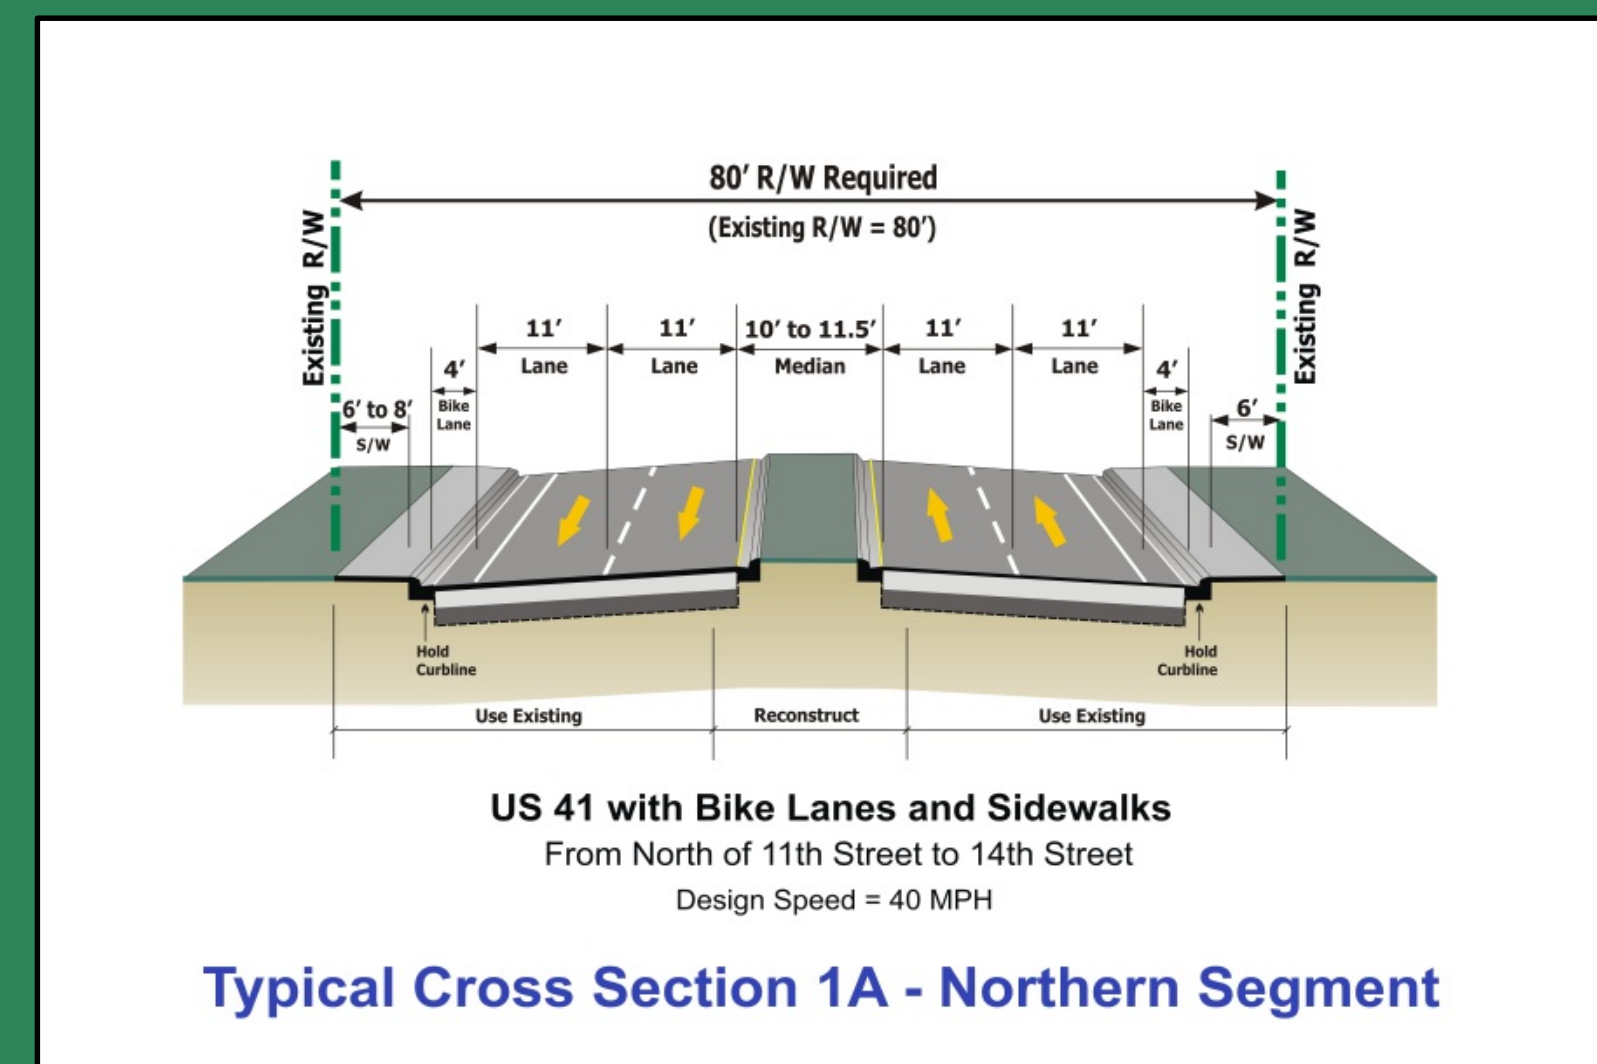 80′ R/W Required
(Existing R/W = 80′)
Existing R/W
Existing R/W
11′
Lane
11′
Lane
10′ to 11.5′
Median
11′
Lane
11′
Lane
4′
Bike
Lane
4′
Bike
Lane
6′ to 8′
S/W
6′
S/W
Hold
Curbline
Hold
Curbline
Use Existing
Reconstruct
Use Existing
US 41 with Bike Lanes and Sidewalks
From North of 11th Street to 14th Street
Design Speed = 40 MPH
Typical Cross Section 1A - Northern Segment